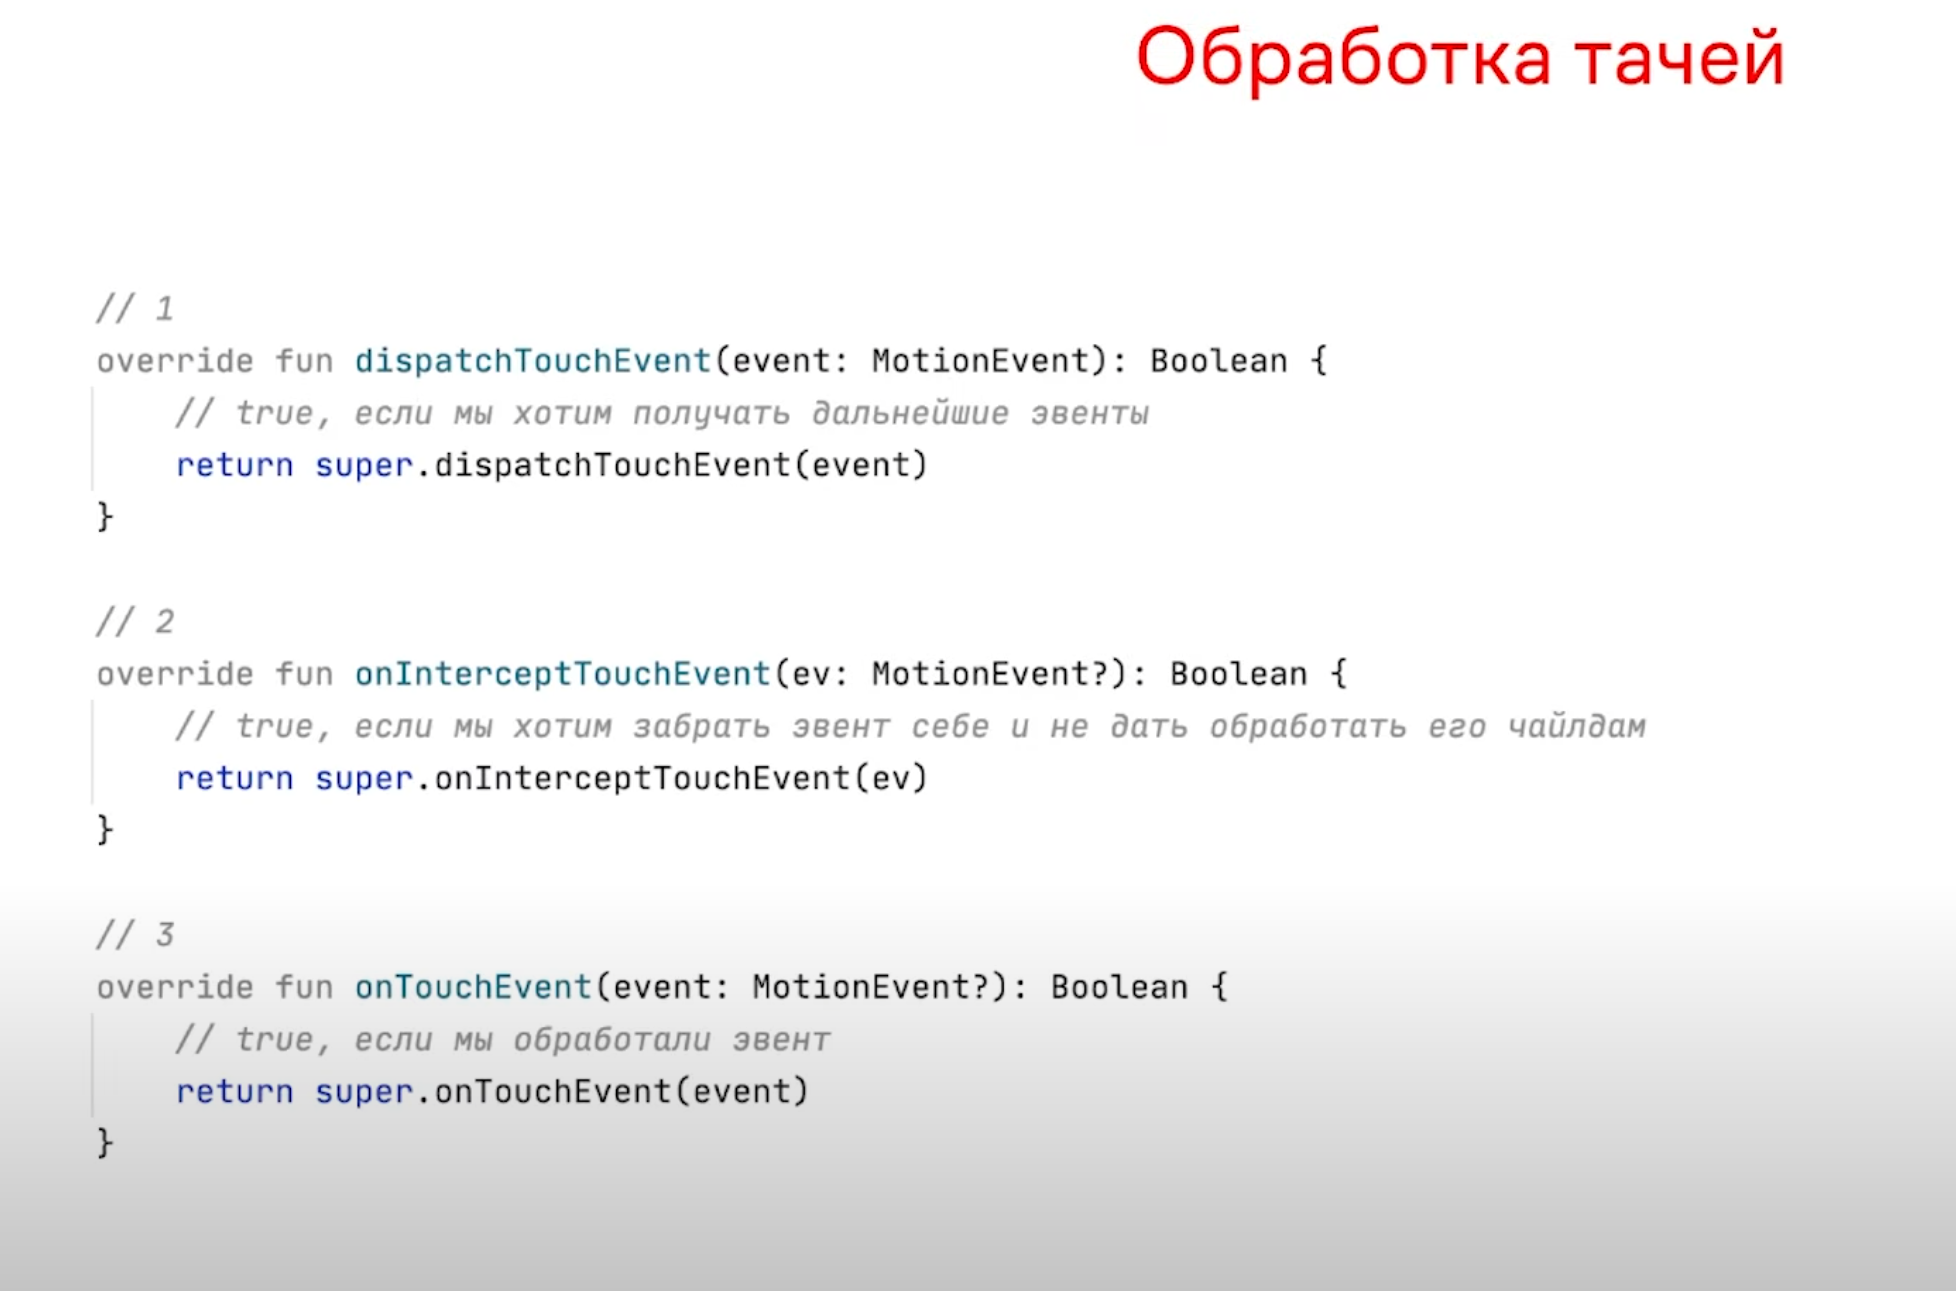 Обработка тачей
// 1
override fun dispatchTouchEvent(event: MotionEvent): Boolean {
// true, если мы хотим получать дальнейшие эвенты
return super.dispatchTouchEvent(event)
}
// 2
override fun onInterceptTouchEvent(ev: MotionEvent?): Boolean {
// true, если мы хотим забрать эвент себе и не дать обработать его чайлдам
return super.onInterceptTouchEvent(ev)
}
// 3
override fun onTouchEvent(event: MotionEvent?): Boolean {
// true, если мы обработали эвент
return super.onTouchEvent(event)
}